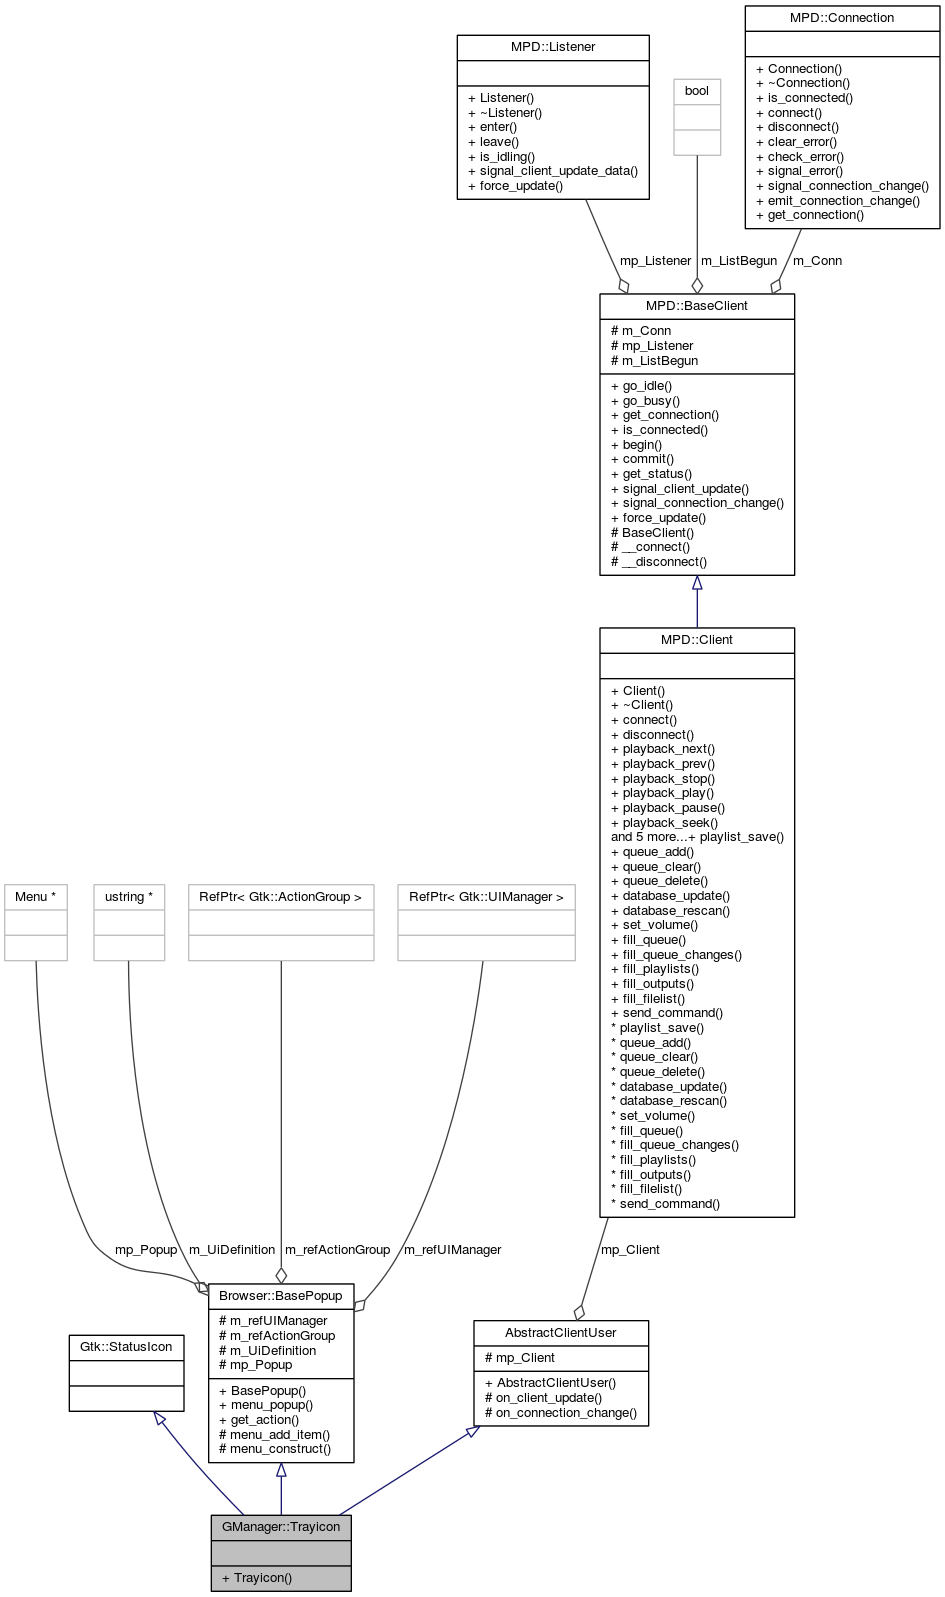 MPD::Connection
+ Connection()
+ ~Connection()
+ is_connected()
+ connect()
+ disconnect()
+ clear_error()
+ check_error()
+ signal_error()
+ signal_connection_change()
+ emit_connection_change()
+ get_connection()
MPD::Listener
+ Listener()
+ ~Listener()
+ enter()
+ leave()
+ is_idling()
+ signal_client_update_data()
+ force_update()
bool
mp_Listener
m_ListBegun
m_Conn
MPD::BaseClient
# m_Conn
# mp_Listener
# m_ListBegun
+ go_idle()
+ go_busy()
+ get_connection()
+ is_connected()
+ begin()
+ commit()
+ get_status()
+ signal_client_update()
+ signal_connection_change()
+ force_update()
# BaseClient()
# __connect()
# __disconnect()
MPD::Client
+ Client()
+ ~Client()
+ connect()
+ disconnect()
+ playback_next()
+ playback_prev()
+ playback_stop()
+ playback_play()
+ playback_pause()
+ playback_seek()
and 5 more...+ playlist_save()
+ queue_add()
+ queue_clear()
+ queue_delete()
+ database_update()
+ database_rescan()
+ set_volume()
+ fill_queue()
+ fill_queue_changes()
+ fill_playlists()
+ fill_outputs()
+ fill_filelist()
+ send_command()
* playlist_save()
* queue_add()
* queue_clear()
* queue_delete()
* database_update()
* database_rescan()
* set_volume()
* fill_queue()
* fill_queue_changes()
* fill_playlists()
* fill_outputs()
* fill_filelist()
* send_command()
Menu *
ustring *
RefPtr< Gtk::ActionGroup >
RefPtr< Gtk::UIManager >
mp_Popup
m_UiDefinition
m_refActionGroup
m_refUIManager
mp_Client
Browser::BasePopup
# m_refUIManager
# m_refActionGroup
# m_UiDefinition
# mp_Popup
+ BasePopup()
+ menu_popup()
+ get_action()
# menu_add_item()
# menu_construct()
Gtk::StatusIcon
AbstractClientUser
# mp_Client
+ AbstractClientUser()
# on_client_update()
# on_connection_change()
GManager::Trayicon
+ Trayicon()